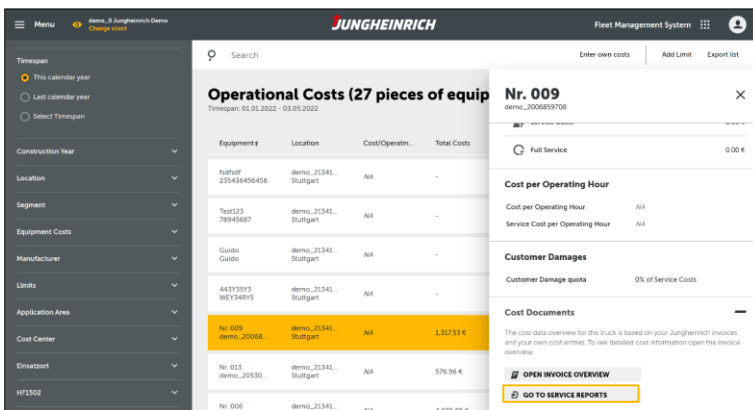 Menu
demo_0 Jungheinrich Demo
Change client
JUNGHEINRICH
Fleet Management System
Timespan
This calendar year
Last calendar year
Select Timespan
Construction Year
Location
Segment
Equipment Costs
Manufacturer
Limits
Application Area
Cost Center
Einsatzort
HF1502
Search
Enter own costs
Add Limit
Export list
Operational Costs (27 pieces of equip
Timespan: 01.01.2022 - 03.05.2022
Equipment
Location
Cost/Operatin...
Total Costs
fsdfsdf
235436456456
demo_21341...
Stuttgart
NA
-
Test123
78945687
demo_21341...
Stuttgart
NA
-
Guido
Guido
demo_21341...
Stuttgart
NA
-
443Y35Y3
WEY34RYS
demo_21341...
Stuttgart
NA
-
Nr. 009
demo_20068...
demo_21341...
Stuttgart
NA
1,317.53 €
Nr. 013
demo_20530...
demo_21341...
Stuttgart
NA
576.96 €
Nr. 006
demo_21341...
NA
Nr. 009
demo_2006859708
Full Service
0.00 €
Cost per Operating Hour
Cost per Operating Hour
NA
Service Cost per Operating Hour
NA
Customer Damages
Customer Damage quota
0% of Service Costs
Cost Documents
The cost data overview for this truck is based on your Jungheinrich invoices
and your own cost entries. To see detailed cost information open the invoice
overview.
OPEN INVOICE OVERVIEW
GO TO SERVICE REPORTS